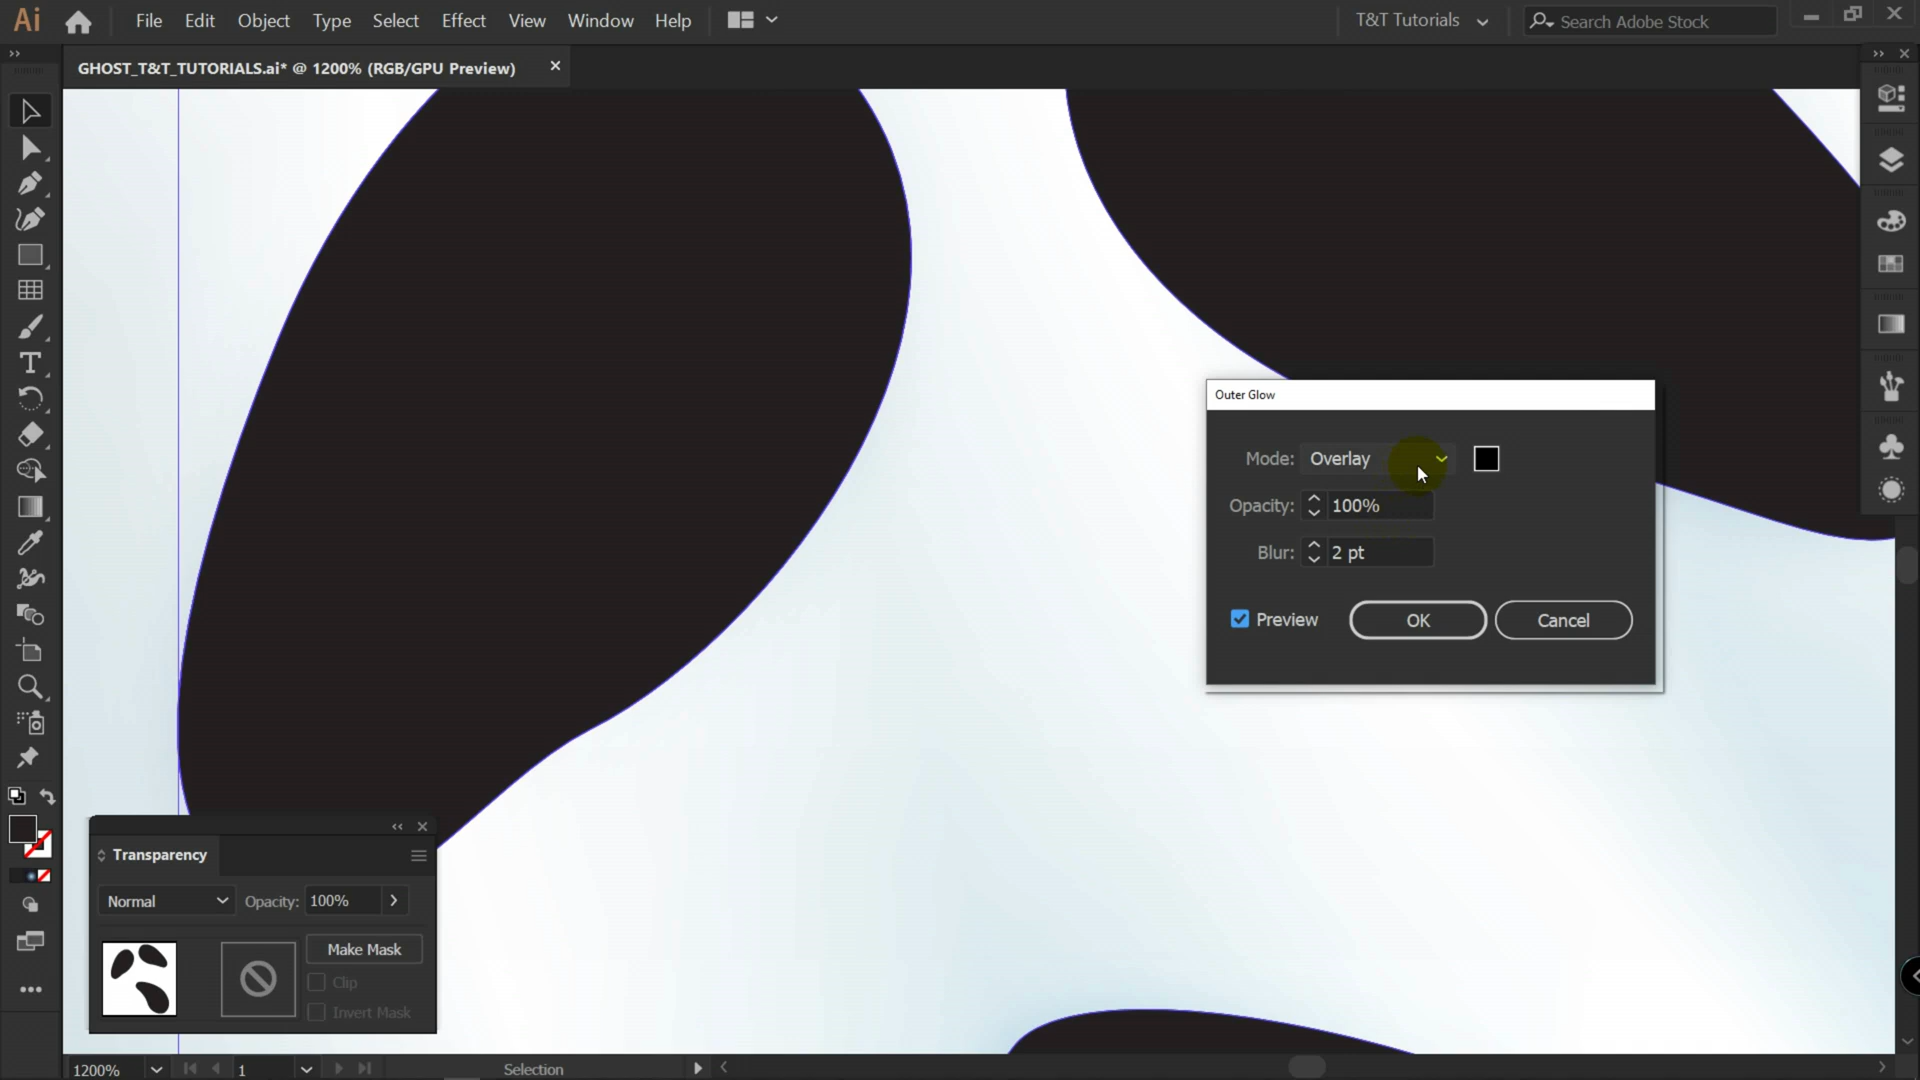 Ai File Edit Object Type Select Effect View Window Help T&T Tutorials Search Adobe Stock
GHOST_T&T_TUTORIALS.ai* @ 1200% (RGB/GPU Preview)
Outer Glow
Mode: Overlay
Opacity: 100%
Blur: 2 pt
Preview OK Cancel
Transparency
Normal Opacity: 100%
Make Mask
Clip
Invert Mask
1200% 1 Selection